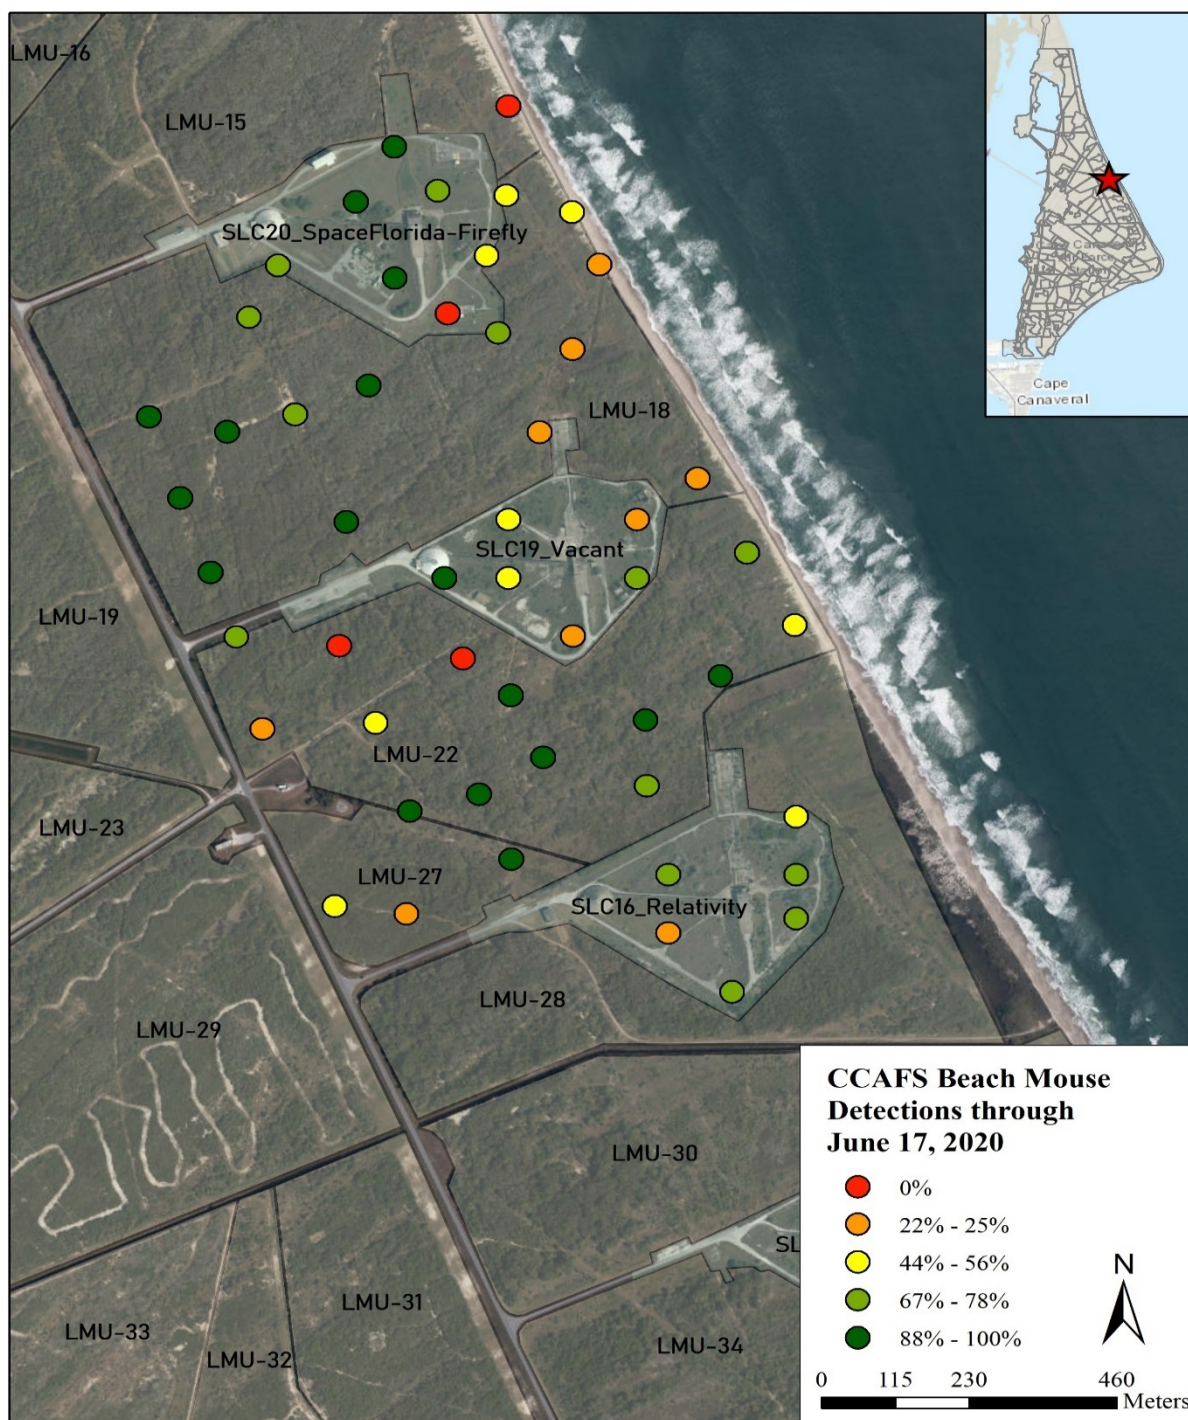 LMU-16
LMU-15
SLC20_SpaceFlorida-Firefly
LMU-18
SLC19_Vacant
LMU-19
LMU-22
LMU-23
LMU-27
SLC16_Relativity
LMU-28
LMU-29
LMU-30
SL
LMU-31
LMU-33
LMU-32
LMU-34
Cape
Canaveral
CCAFS Beach Mouse
Detections through
June 17, 2020
0%
22% - 25%
44% - 56%
67% - 78%
88% - 100%
N
0 115 230 460
Meters